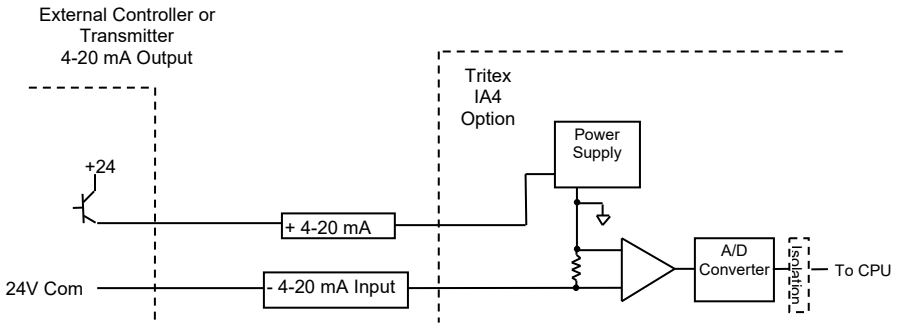 External Controller or
Transmitter
4-20 mA Output
Tritex
IA4
Option
Power
Supply
+24
+ 4-20 mA
A/D
Converter
Isolation
To CPU
24V Com
- 4-20 mA Input